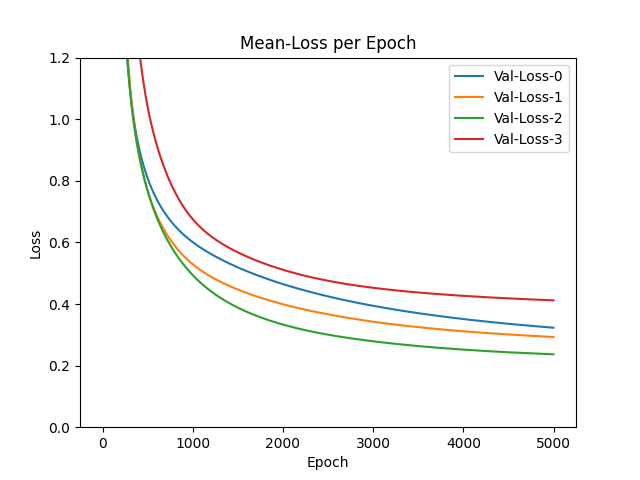 Mean-Loss per Epoch
1.2
1.0
0.8
0.6
0.4
0.2
0.0
Loss
Val-Loss-0
Val-Loss-1
Val-Loss-2
Val-Loss-3
0 1000 2000 3000 4000 5000
Epoch